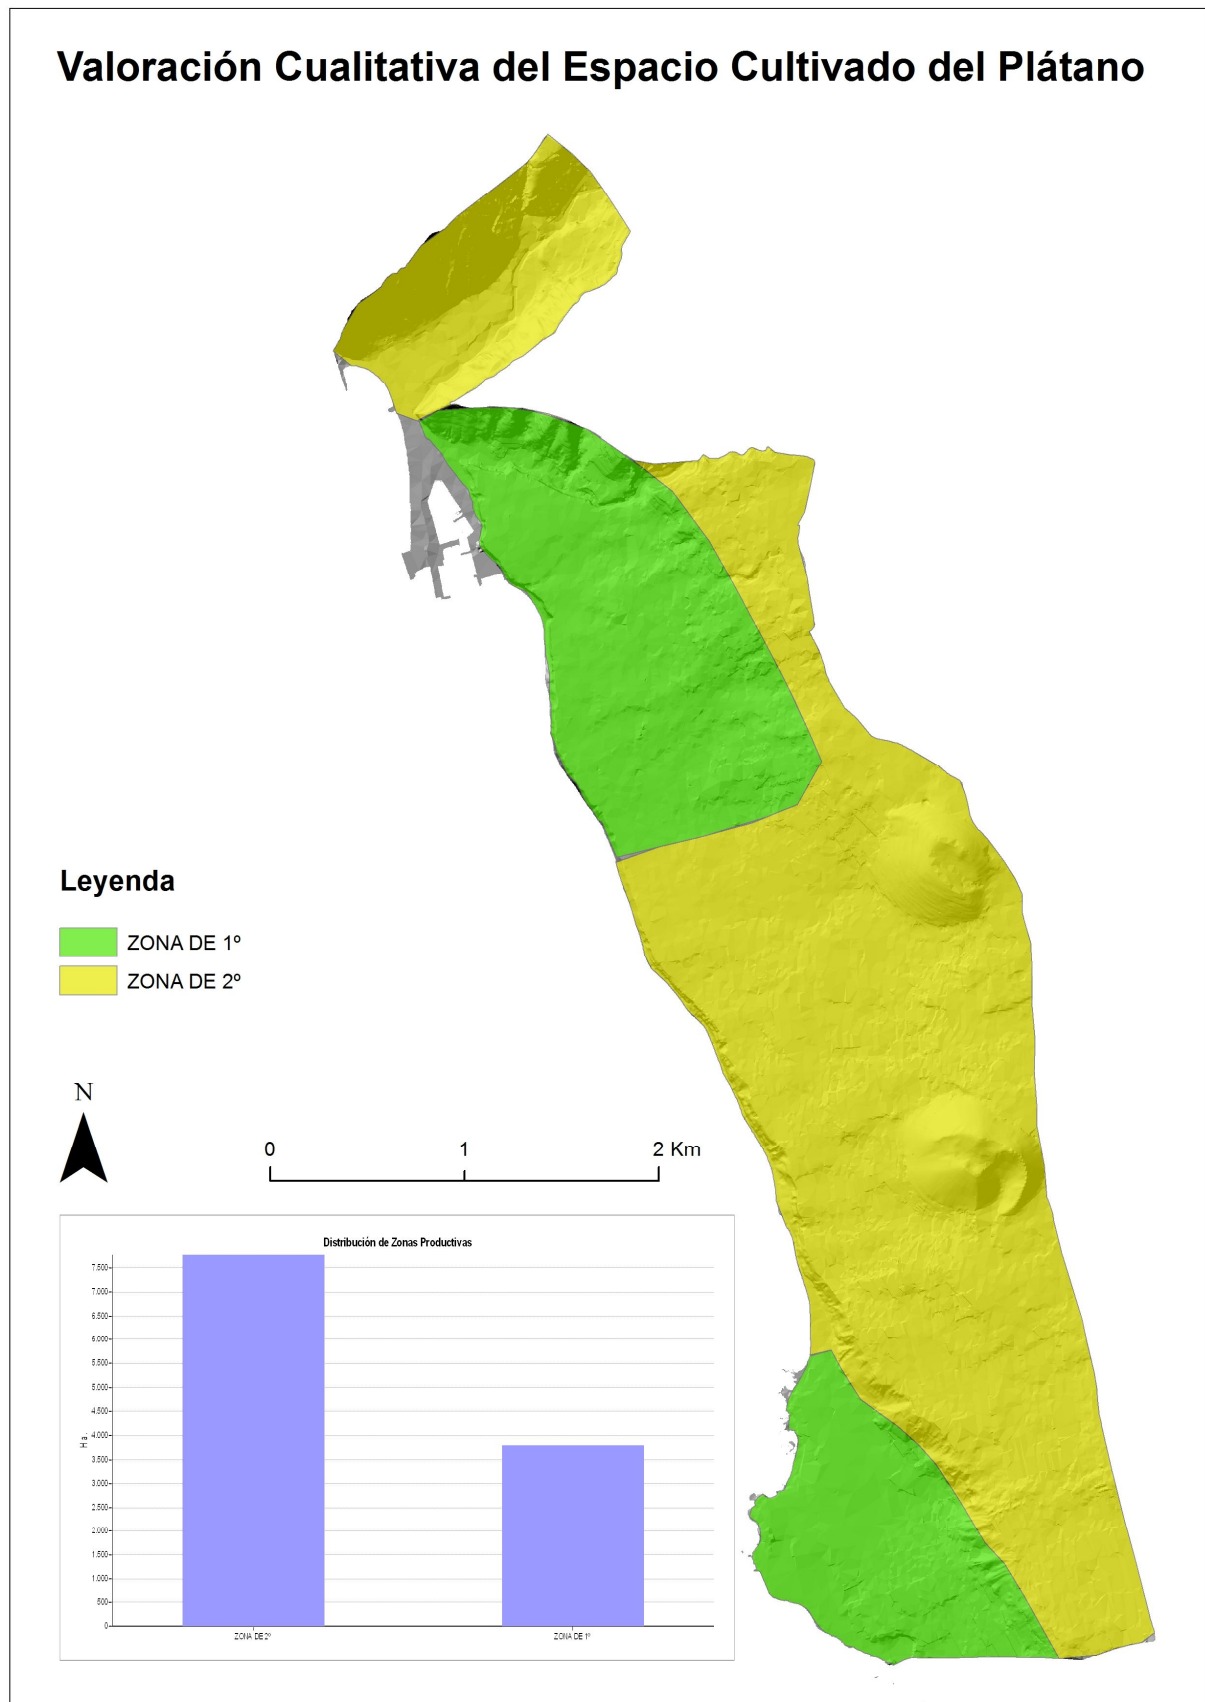 Valoración Cualitativa del Espacio Cultivado del Plátano
Leyenda
ZONA DE 1º
ZONA DE 2º
N
0 1 2 Km
Distribución de Zonas Productivas
Ha.
7.500
7.000
6.500
6.000
5.500
5.000
4.500
4.000
3.500
3.000
2.500
2.000
1.500
1.000
500
0
ZONA DE 2º ZONA DE 1º